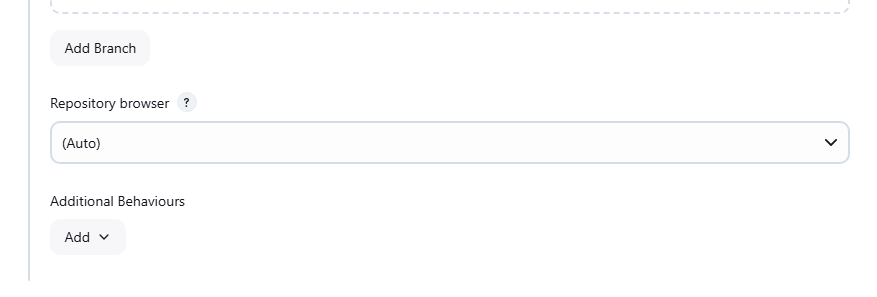 Add Branch
Repository browser ?
(Auto)
Additional Behaviours
Add